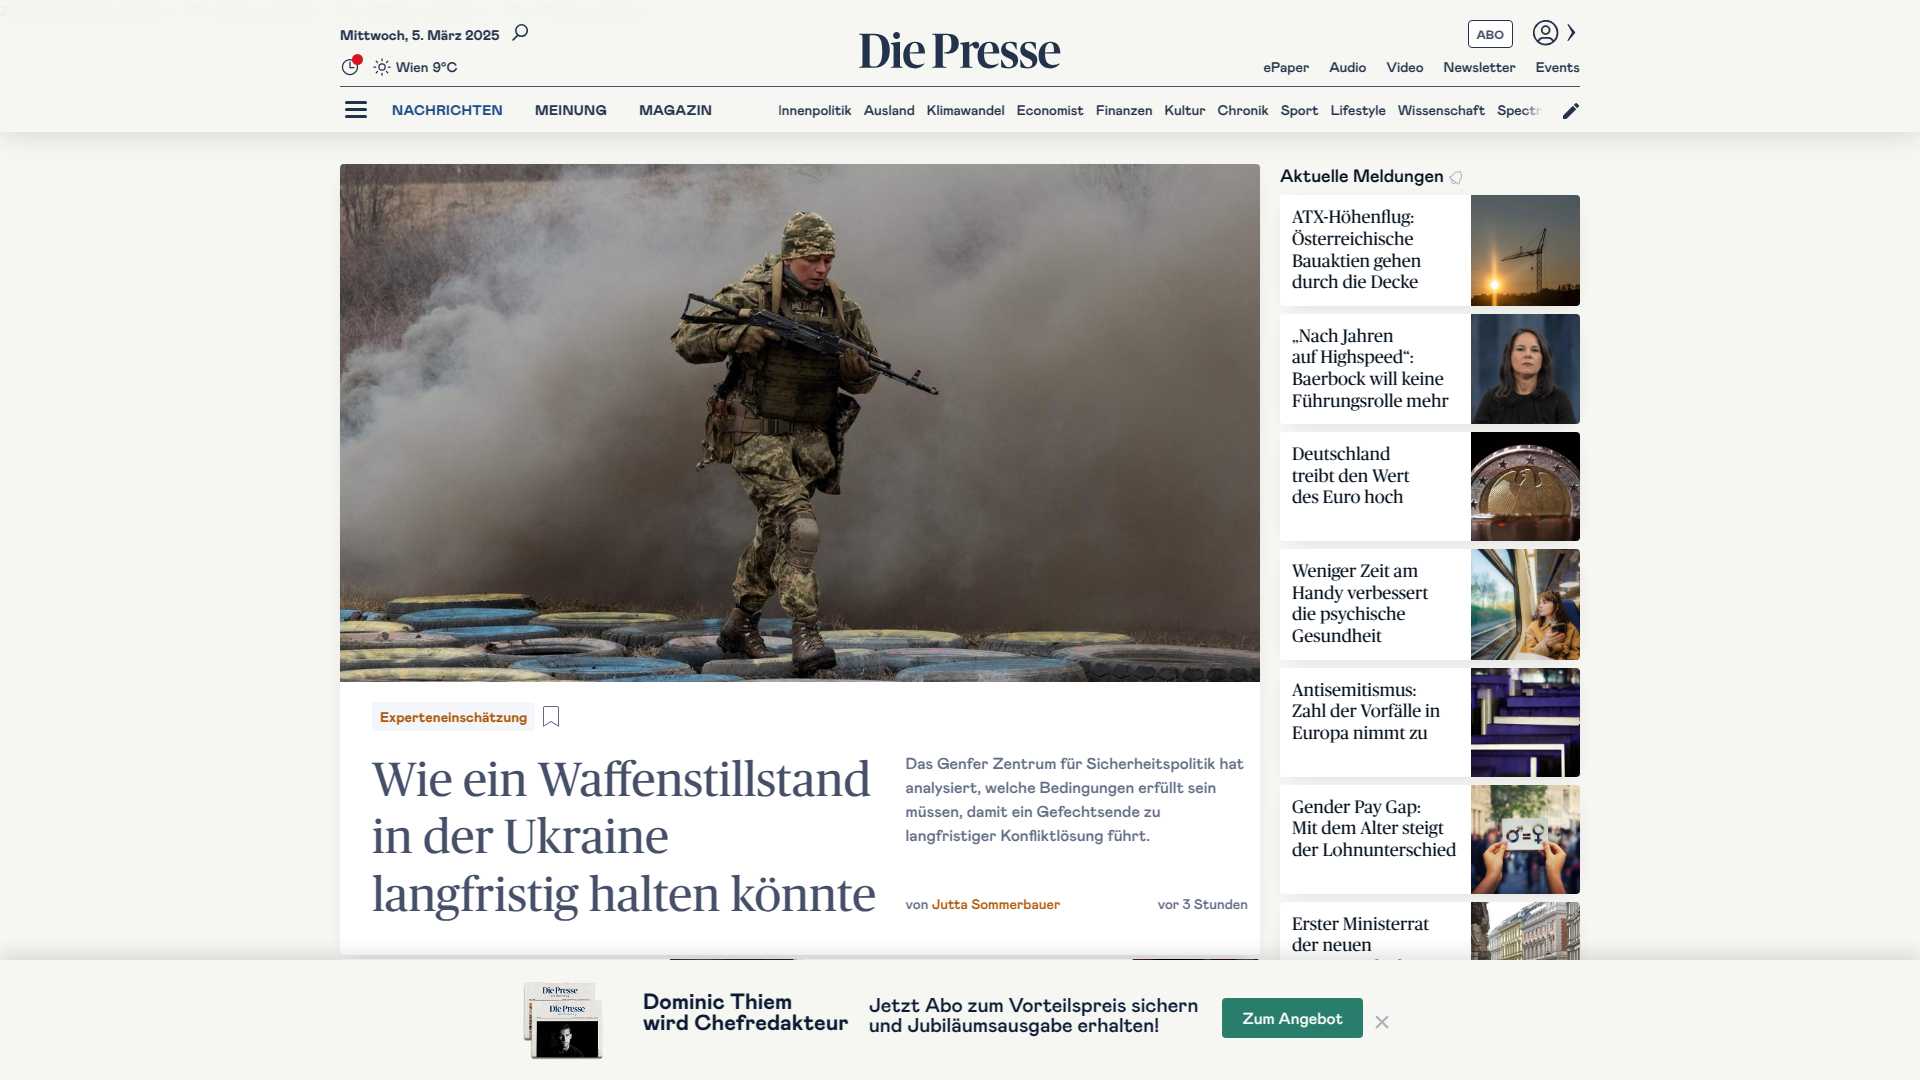 Mittwoch, 5. März 2025
Wien 9°C
Die Presse
ABO
ePaper Audio Video Newsletter Events
NACHRICHTEN MEINUNG MAGAZIN
Innenpolitik Ausland Klimawandel Economist Finanzen Kultur Chronik Sport Lifestyle Wissenschaft Spectr
Experteneinschätzung
Wie ein Waffenstillstand
in der Ukraine
langfristig halten könnte
Das Genfer Zentrum für Sicherheitspolitik hat
analysiert, welche Bedingungen erfüllt sein
müssen, damit ein Gefechtsende zu
langfristiger Konfliktlösung führt.
von Jutta Sommerbauer
vor 3 Stunden
Aktuelle Meldungen
ATX-Höhenflug:
Österreichische
Bauaktien gehen
durch die Decke
„Nach Jahren
auf Highspeed“:
Baerbock will keine
Führungsrolle mehr
Deutschland
treibt den Wert
des Euro hoch
Weniger Zeit am
Handy verbessert
die psychische
Gesundheit
Antisemitismus:
Zahl der Vorfälle in
Europa nimmt zu
Gender Pay Gap:
Mit dem Alter steigt
der Lohnunterschied
Erster Ministerrat
der neuen
Die Presse
Die Presse
Dominic Thiem
wird Chefredakteur
Jetzt Abo zum Vorteilspreis sichern
und Jubiläumsausgabe erhalten!
Zum Angebot